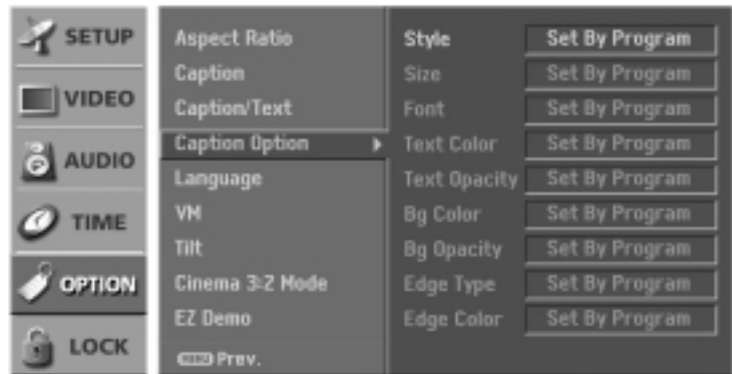 SETUP
VIDEO
AUDIO
TIME
OPTION
LOCK
Aspect Ratio
Caption
Caption/Text
Caption Option
Language
VM
Tilt
Cinema 3:2 Mode
EZ Demo
MENU Prev.
Style Set By Program
Size Set By Program
Font Set By Program
Text Color Set By Program
Text Opacity Set By Program
Bg Color Set By Program
Bg Opacity Set By Program
Edge Type Set By Program
Edge Color Set By Program